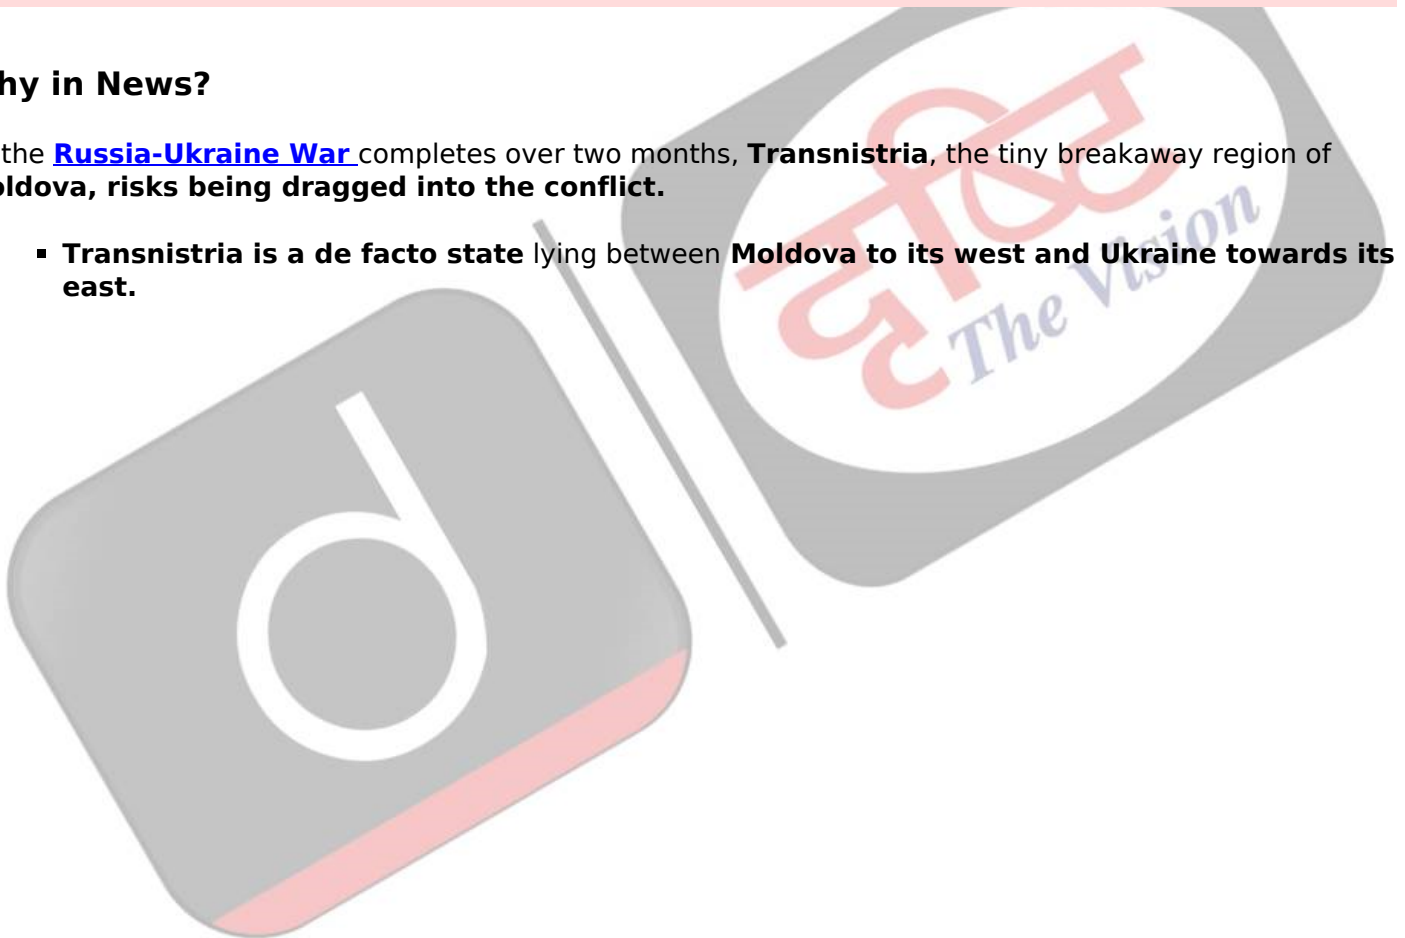 hy in News?
the Russia-Ukraine War completes over two months, Transnistria, the tiny breakaway region of
oldova, risks being dragged into the conflict.
▪ Transnistria is a de facto state lying between Moldova to its west and Ukraine towards its
east.
दृष्टि
The Vision
d